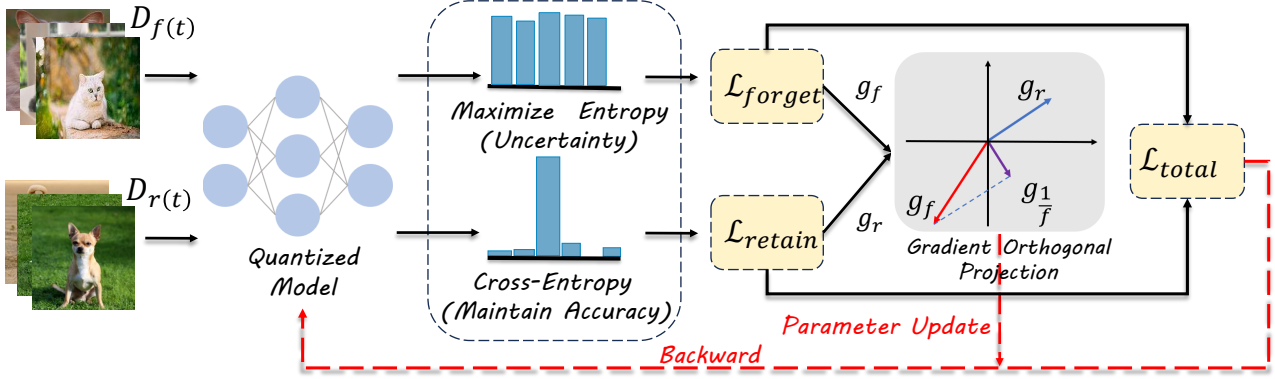 D_{f(t)}
D_{r(t)}
Quantized
Model
Maximize Entropy
(Uncertainty)
Cross-Entropy
(Maintain Accuracy)
ℒ_{forget}
ℒ_{retain}
g_f
g_r
g_r
g_f
g_{\frac{1}{f}}
Gradient Orthogonal
Projection
ℒ_{total}
Parameter Update
Backward